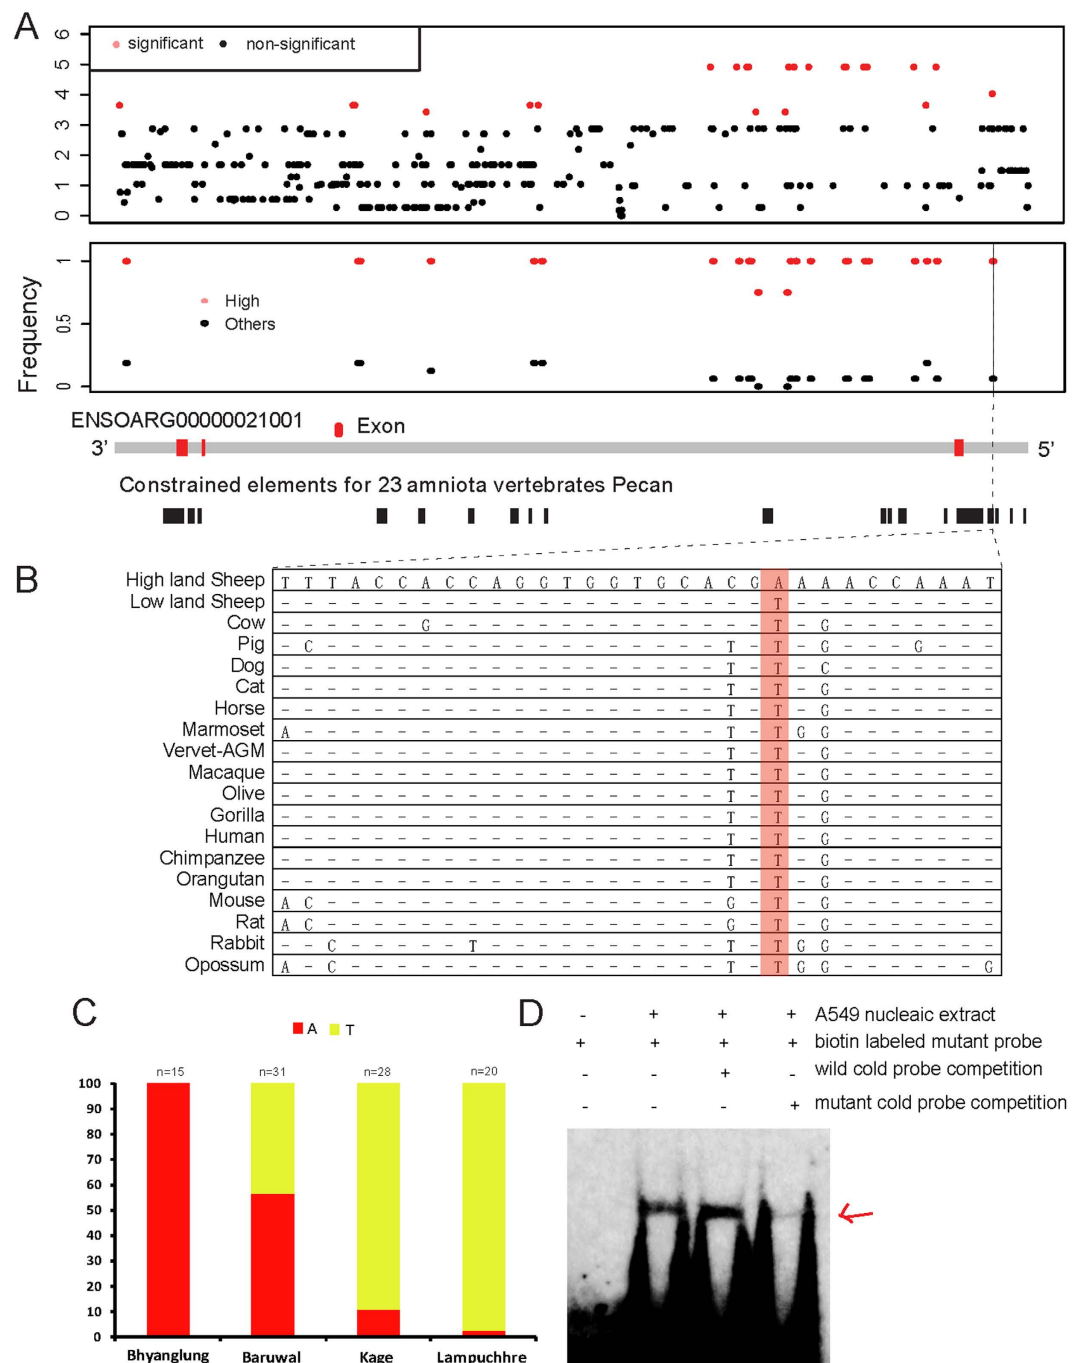 A
6
5
4
3
2
1
0
significant
non-significant
Frequency
1
0.5
0
High
Others
ENSOARG00000021001
Exon
3’
5’
Constrained elements for 23 amniota vertebrates Pecan
B
High land Sheep T T T A C C A C C A G G T G G T G C A C G A A A A C C A A A T
Low land Sheep - - - - - - - - - - - - - - - - - - - - - T - - - - - - - - -
Cow - - - - - - G - - - - - - - - - - - - - - T - G - - - - - - -
Pig - C - - - - - - - - - - - - - - - - - T - T - G - - - G - - -
Dog - - - - - - - - - - - - - - - - - - - T - T - C - - - - - - -
Cat - - - - - - - - - - - - - - - - - - - T - T - G - - - - - - -
Horse - - - - - - - - - - - - - - - - - - - T - T - G - - - - - - -
Marmoset A - - - - - - - - - - - - - - - - - - T - T G G - - - - - - -
Vervet-AGM - - - - - - - - - - - - - - - - - - - T - T - G - - - - - - -
Macaque - - - - - - - - - - - - - - - - - - - T - T - G - - - - - - -
Olive - - - - - - - - - - - - - - - - - - - T - T - G - - - - - - -
Gorilla - - - - - - - - - - - - - - - - - - - T - T - G - - - - - - -
Human - - - - - - - - - - - - - - - - - - - T - T - G - - - - - - -
Chimpanzee - - - - - - - - - - - - - - - - - - - T - T - G - - - - - - -
Orangutan - - - - - - - - - - - - - - - - - - - T - T - G - - - - - - -
Mouse A C - - - - - - - - - - - - - - - - - G - T - G - - - - - - -
Rat A C - - - - - - - - - - - - - - - - - G - T - G - - - - - - -
Rabbit - - C - - - - - T - - - - - - - - - - T - T G G - - - - - - -
Opossum A - C - - - - - - - - - - - - - - - - T - T G G - - - - - - G
C
A T
n=15 n=31 n=28 n=20
100
90
80
70
60
50
40
30
20
10
0
Bhyanglung Baruwal Kage Lampuchhre
D
- + + + A549 nucleaic extract
+ + + + biotin labeled mutant probe
- - + - wild cold probe competition
- - - + mutant cold probe competition